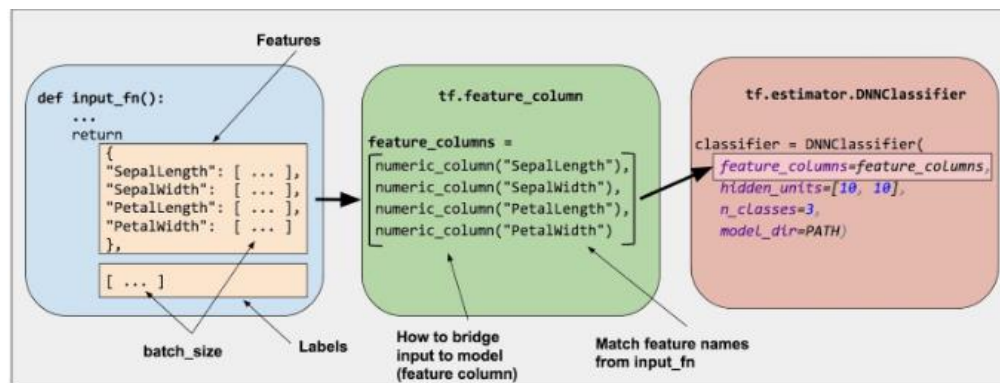 Features
def input_fn():
...
return
{
"SepalLength": [ ... ],
"SepalWidth": [ ... ],
"PetalLength": [ ... ],
"PetalWidth": [ ... ]
},
[ ... ]
batch_size
Labels
tf.feature_column
feature_columns =
numeric_column("SepalLength"),
numeric_column("SepalWidth"),
numeric_column("PetalLength"),
numeric_column("PetalWidth")
How to bridge
input to model
(feature column)
Match feature names
from input_fn
tf.estimator.DNNClassifier
classifier = DNNClassifier(
feature_columns=feature_columns,
hidden_units=[10, 10],
n_classes=3,
model_dir=PATH)